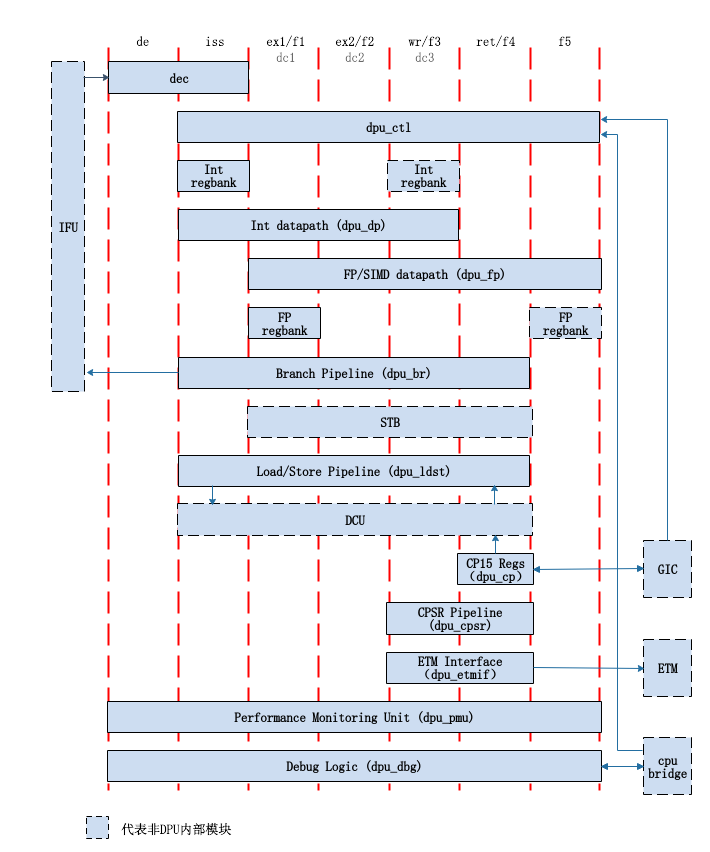 de iss ex1/f1 ex2/f2 wr/f3 ret/f4 f5
dc1 dc2 dc3
dec
dpu_ctl
Int
regbank
Int
regbank
IFU
Int datapath (dpu_dp)
FP/SIMD datapath (dpu_fp)
FP
regbank
FP
regbank
Branch Pipeline (dpu_br)
STB
Load/Store Pipeline (dpu_ldst)
DCU
CP15 Regs
(dpu_cp)
GIC
CPSR Pipeline
(dpu_cpsr)
ETM Interface
(dpu_etmif)
ETM
Performance Monitoring Unit (dpu_pmu)
Debug Logic (dpu_dbg)
cpu
bridge
代表非DPU内部模块